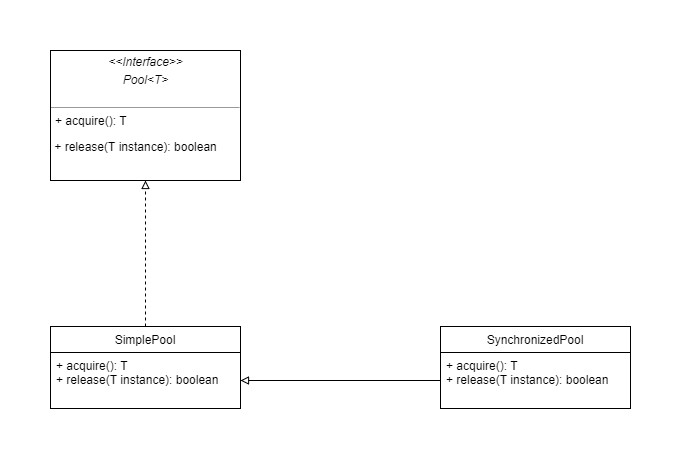 <<Interface>>
Pool<T>
+ acquire(): T
+ release(T instance): boolean
SimplePool
+ acquire(): T
+ release(T instance): boolean
SynchronizedPool
+ acquire(): T
+ release(T instance): boolean